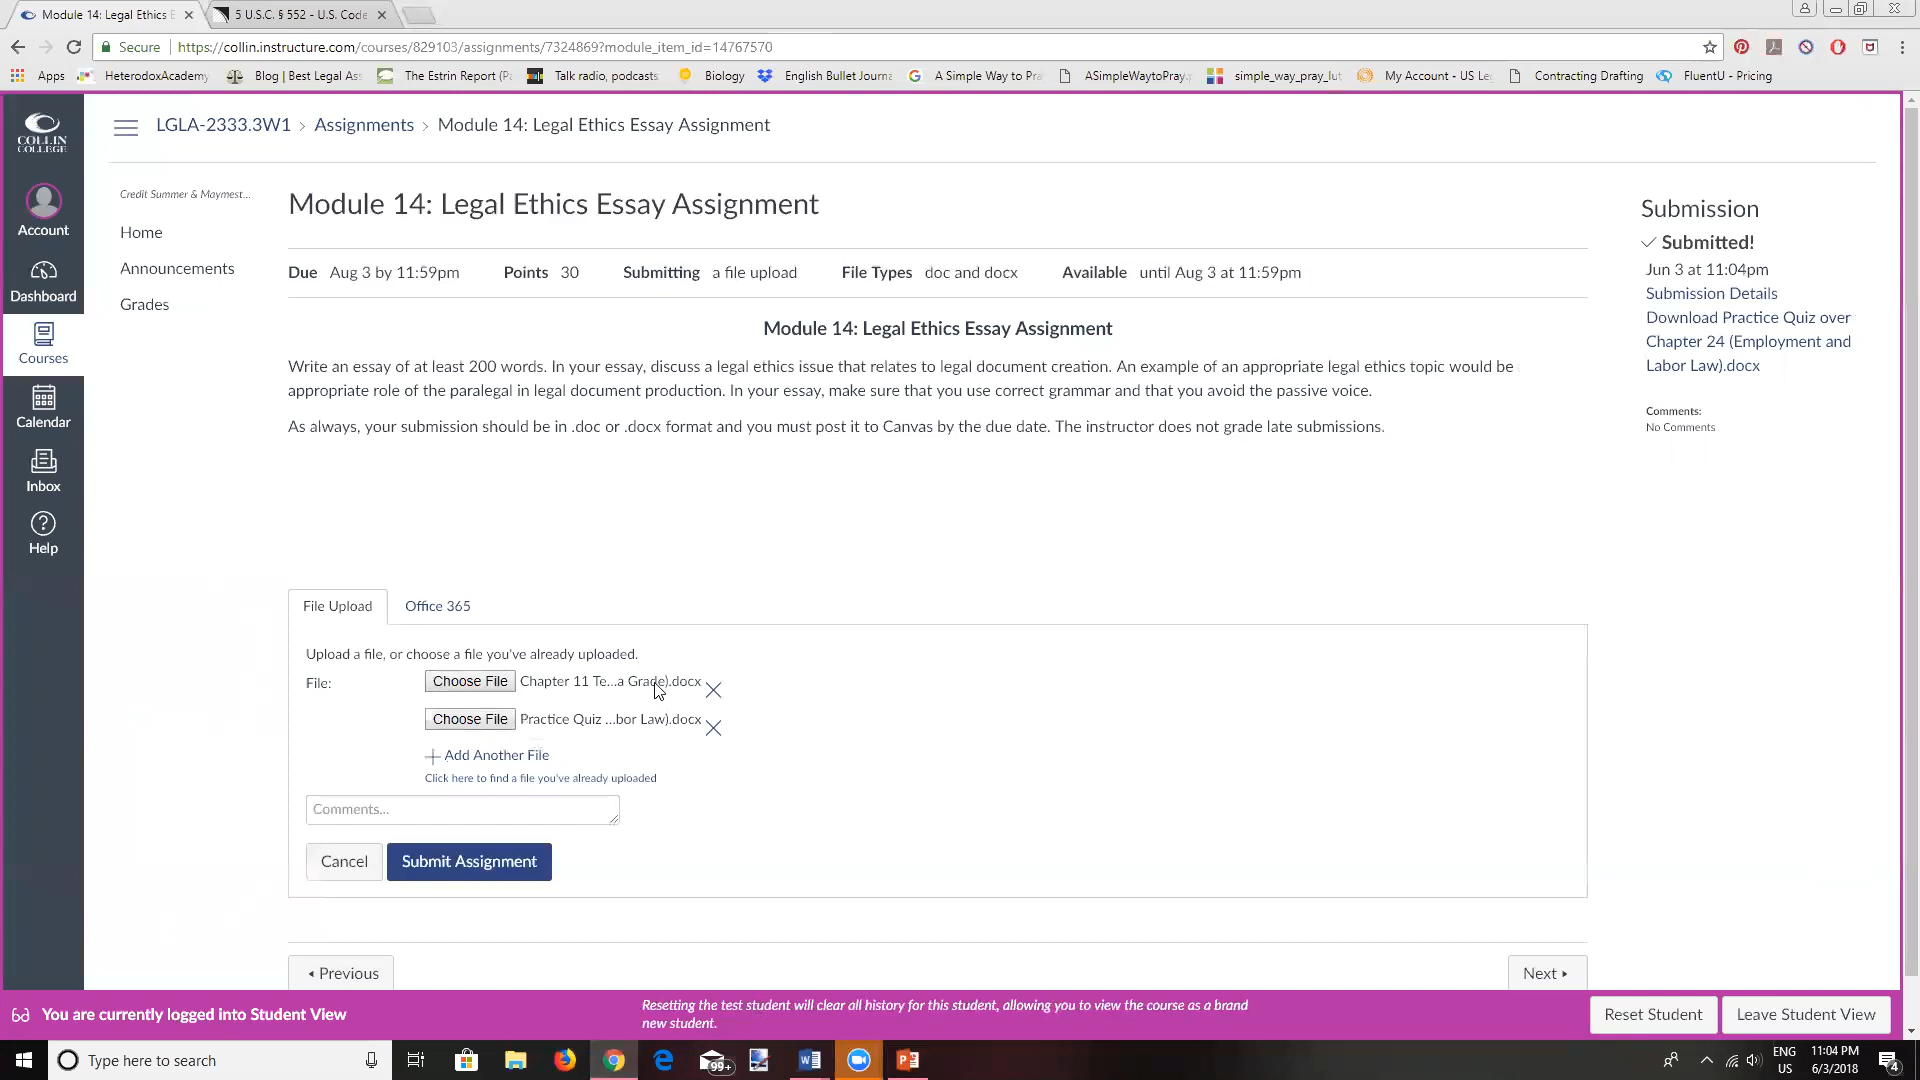 Module 14: Legal Ethics E
5 U.S.C. § 552 - U.S. Code
Secure
https://collin.instructure.com/courses/829103/assignments/7324869?module_item_id=14767570
Apps
HeterodoxAcademy
Blog | Best Legal Ass
The Estrin Report (Pa
Talk radio, podcasts
Biology
English Bullet Journa
A Simple Way to Pra
ASimpleWaytoPray.
simple_way_pray_lut
My Account - US Le
Contracting Drafting
FluentU - Pricing
COLLIN
COLLEGE
LGLA-2333.3W1 › Assignments › Module 14: Legal Ethics Essay Assignment
Account
Dashboard
Courses
Calendar
Inbox
Help
Credit Summer & Maymest...
Home
Announcements
Grades
Module 14: Legal Ethics Essay Assignment
Due Aug 3 by 11:59pm Points 30 Submitting a file upload File Types doc and docx Available until Aug 3 at 11:59pm
Module 14: Legal Ethics Essay Assignment
Write an essay of at least 200 words. In your essay, discuss a legal ethics issue that relates to legal document creation. An example of an appropriate legal ethics topic would be
appropriate role of the paralegal in legal document production. In your essay, make sure that you use correct grammar and that you avoid the passive voice.
As always, your submission should be in .doc or .docx format and you must post it to Canvas by the due date. The instructor does not grade late submissions.
Submission
Submitted!
Jun 3 at 11:04pm
Submission Details
Download Practice Quiz over
Chapter 24 (Employment and
Labor Law).docx
Comments:
No Comments
File Upload
Office 365
Upload a file, or choose a file you've already uploaded.
File:
Choose File Chapter 11 Te...a Grade).docx
Choose File Practice Quiz ...bor Law).docx
Add Another File
Click here to find a file you've already uploaded
Comments...
Cancel
Submit Assignment
Previous
Next
You are currently logged into Student View
Resetting the test student will clear all history for this student, allowing you to view the course as a brand
new student.
Reset Student
Leave Student View
Type here to search
99+
ENG
US
11:04 PM
6/3/2018
4